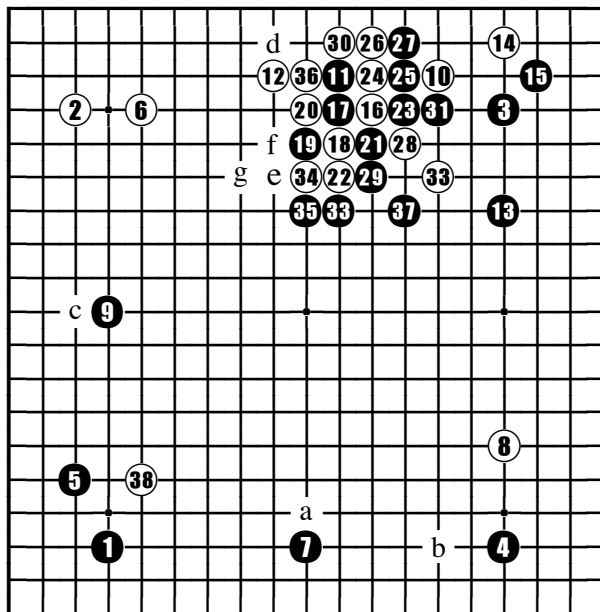 d 30 26 27 14
12 36 11 24 25 10 15
2 6 20 17 16 23 31 3
f 19 18 21 28
g e 34 22 29 33
35 33 37 13
c 9
8
5 38
a
1 7 b 4